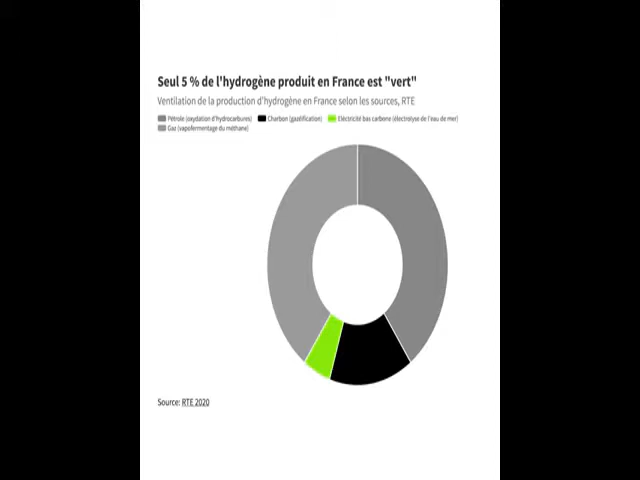 Seul 5 % de l'hydrogène produit en France est "vert"
Ventilation de la production d'hydrogène en France selon les sources, RTE
Pétrole (oxydation d'hydrocarbures) Charbon (gazéification) Eléctricité bas carbone (électrolyse de l'eau de mer)
Gaz (vapofermentage du méthane)
Source: RTE 2020